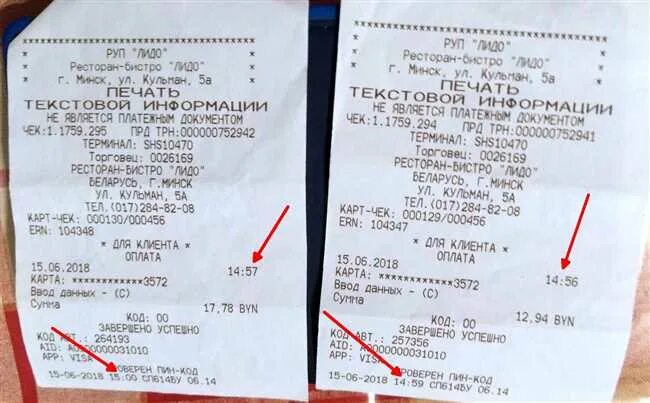 ************************
* РУП "ЛИДО" *
* Ресторан-бистро "ЛИДО" *
* г. Минск, ул. Кульман, 5а *
ПЕЧАТЬ
ТЕКСТОВОЙ ИНФОРМАЦИИ
НЕ ЯВЛЯЕТСЯ ПЛАТЕЖНЫМ ДОКУМЕНТОМ
ЧЕК:1.1759.295 ПРД ТРН:000000752942
ТЕРМИНАЛ: SHS10470
Торговец: 0026169
РЕСТОРАН-БИСТРО "ЛИДО"
БЕЛАРУСЬ, Г.МИНСК
УЛ. КУЛЬМАН, 5А
ТЕЛ.(017)284-82-08
КАРТ-ЧЕК: 000130/000456
ERN: 104348
* ДЛЯ КЛИЕНТА *
ОПЛАТА
15.06.2018 14:57
КАРТА: ************3572
Ввод данных - (C)
Сумма 17,78 BYN
КОД: 00
ЗАВЕРШЕНО УСПЕШНО
КОД АВТ.: 264193
AID: A0000000031010
APP: VISA
ПРОВЕРЕН ПИН-КОД
15-06-2018 15:00 СП614БУ 06.14
************************
* РУП "ЛИДО" *
* Ресторан-бистро "ЛИДО" *
* г. Минск, ул. Кульман, 5а *
ПЕЧАТЬ
ТЕКСТОВОЙ ИНФОРМАЦИИ
НЕ ЯВЛЯЕТСЯ ПЛАТЕЖНЫМ ДОКУМЕНТОМ
ЧЕК:1.1759.294 ПРД ТРН:000000752941
ТЕРМИНАЛ: SHS10470
Торговец: 0026169
РЕСТОРАН-БИСТРО "ЛИДО"
БЕЛАРУСЬ, Г.МИНСК
УЛ. КУЛЬМАН, 5А
ТЕЛ.(017)284-82-08
КАРТ-ЧЕК: 000129/000456
ERN: 104347
* ДЛЯ КЛИЕНТА *
ОПЛАТА
15.06.2018 14:56
КАРТА: ************3572
Ввод данных - (C)
Сумма 12,94 BYN
КОД: 00
ЗАВЕРШЕНО УСПЕШНО
КОД АВТ.: 257356
AID: A0000000031010
APP: VISA
ПРОВЕРЕН ПИН-КОД
15-06-2018 14:59 СП614БУ 06.14